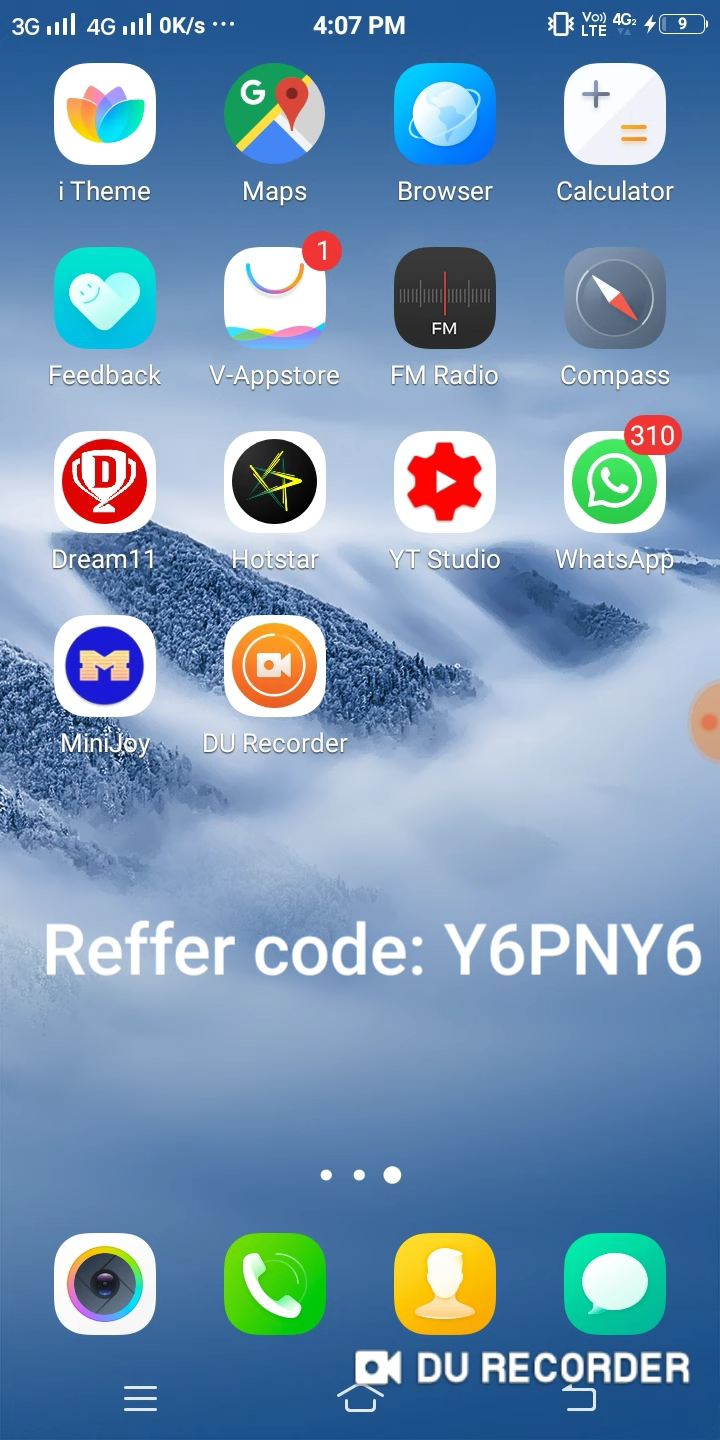 3G 4G 0K/s ... 4:07 PM Vo)) LTE 4G2 9
G
i Theme Maps Browser Calculator
1
FM
Feedback V-Appstore FM Radio Compass
310
D
Dream11 Hotstar YT Studio WhatsApp
M
MiniJoy DU Recorder
Reffer code: Y6PNY6
DU RECORDER